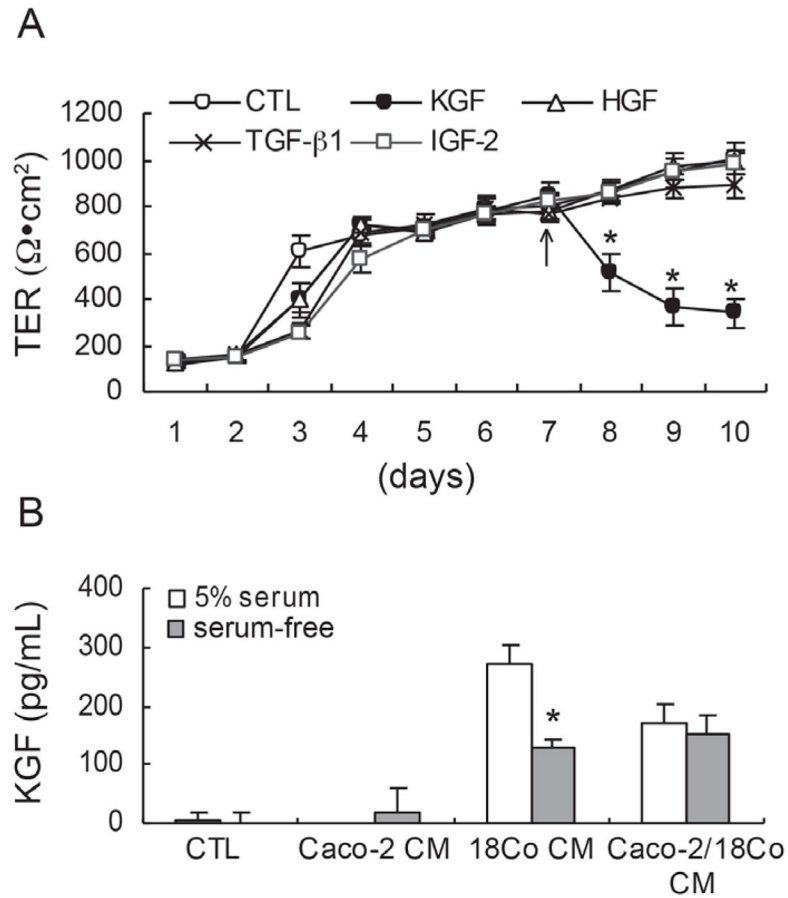 A
CTL KGF HGF
TGF-β1 IGF-2
1200
1000
800
600
400
200
0
TER (Ω•cm²)
* * *
1 2 3 4 5 6 7 8 9 10
(days)
B
400
300
200
100
0
KGF (pg/mL)
5% serum
serum-free
*
CTL Caco-2 CM 18Co CM Caco-2/18Co
CM